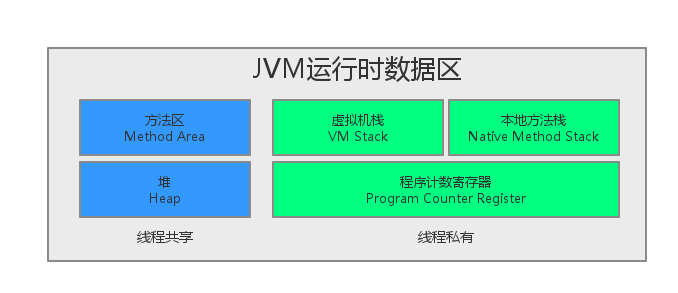 JVM运行时数据区
方法区
Method Area
虚拟机栈
VM Stack
本地方法栈
Native Method Stack
堆
Heap
程序计数寄存器
Program Counter Register
线程共享
线程私有